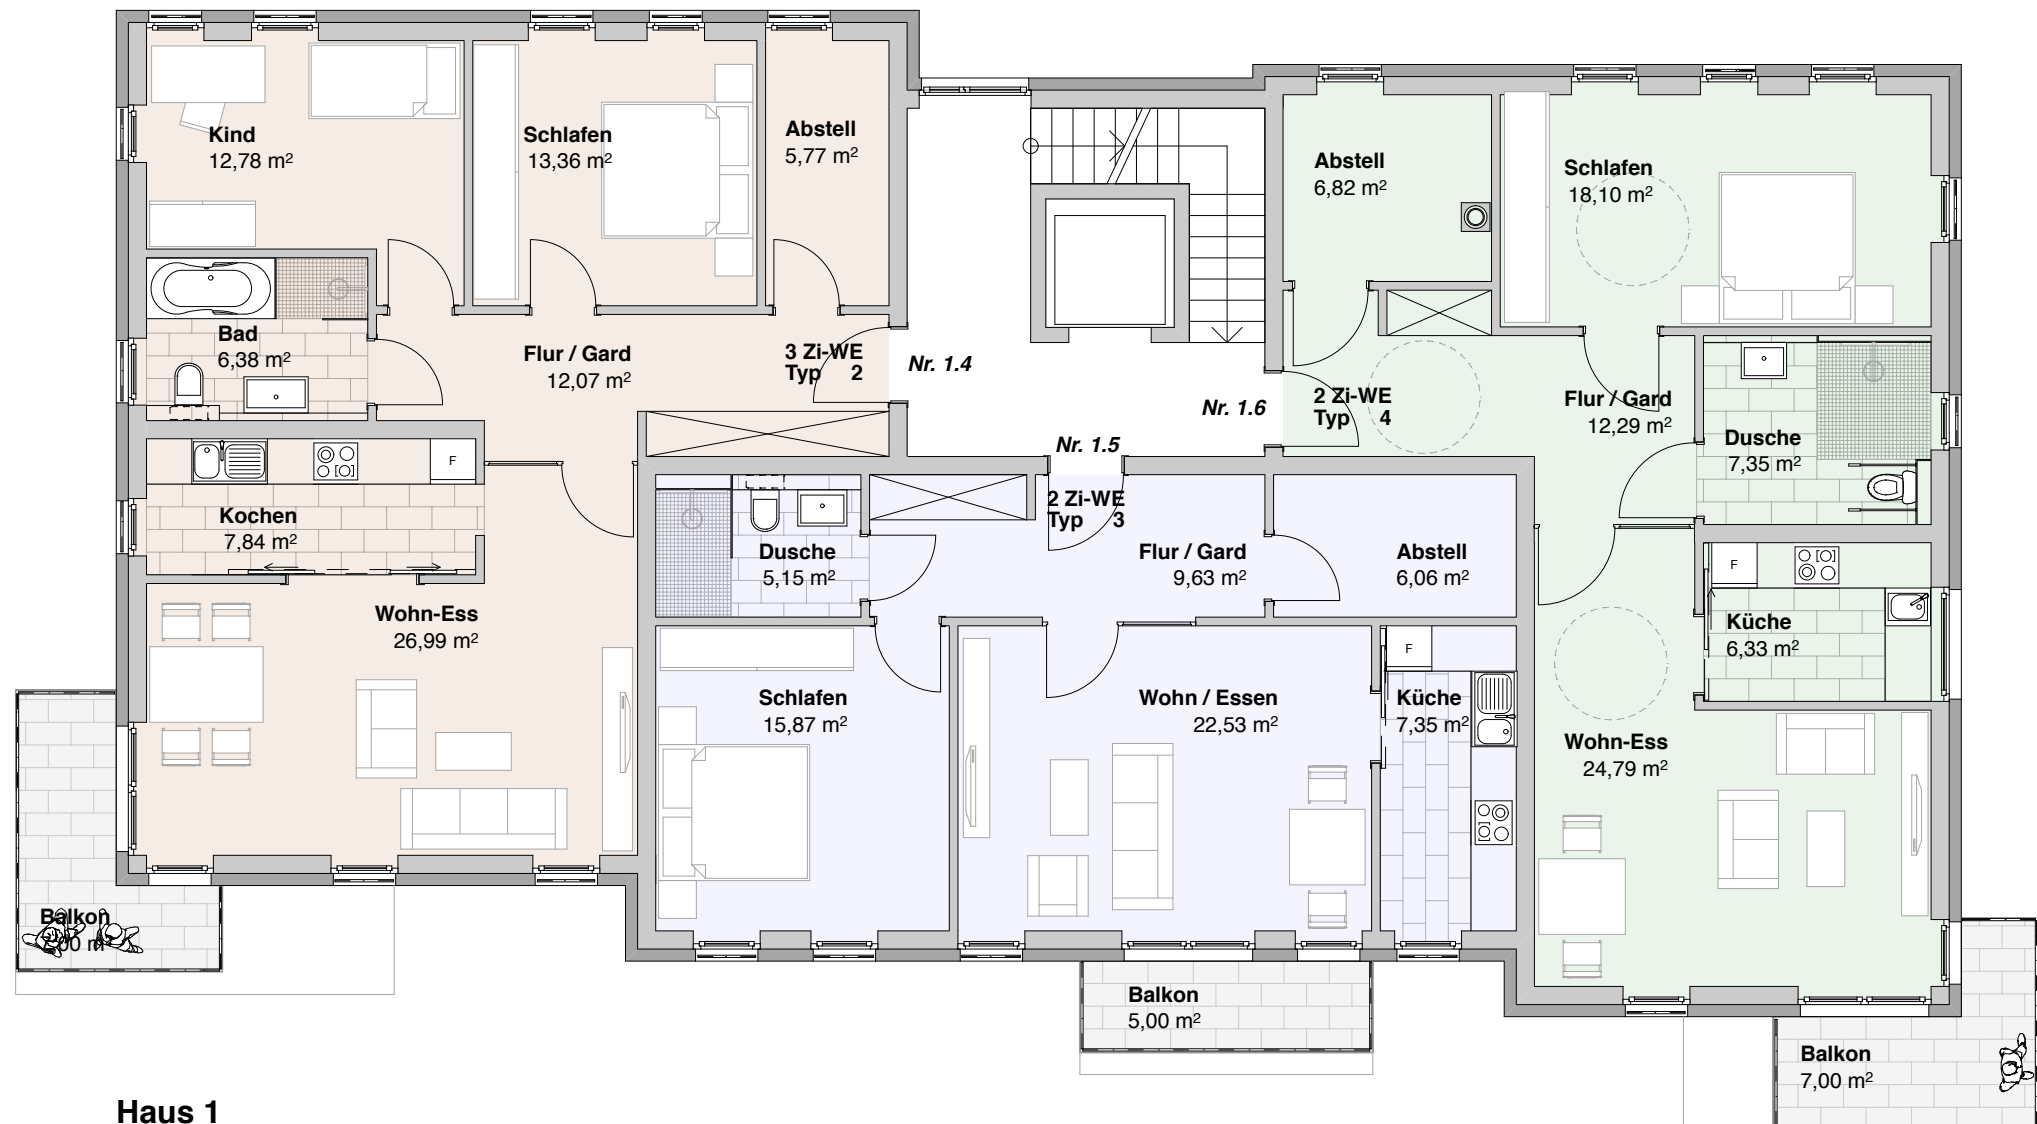 Kind
12,78 m²
Schlafen
13,36 m²
Abstell
5,77 m²
Abstell
6,82 m²
Schlafen
18,10 m²
Bad
6,38 m²
Flur / Gard
12,07 m²
3 Zi-WE
Typ 2
Nr. 1.4
Nr. 1.6
2 Zi-WE
Typ 4
Flur / Gard
12,29 m²
Dusche
7,35 m²
Nr. 1.5
2 Zi-WE
Typ 3
F
Kochen
7,84 m²
Dusche
5,15 m²
Flur / Gard
9,63 m²
Abstell
6,06 m²
F
Küche
6,33 m²
Wohn-Ess
26,99 m²
Schlafen
15,87 m²
Wohn / Essen
22,53 m²
F
Küche
7,35 m²
Wohn-Ess
24,79 m²
Balkon
m²
Balkon
5,00 m²
Balkon
7,00 m²
Haus 1